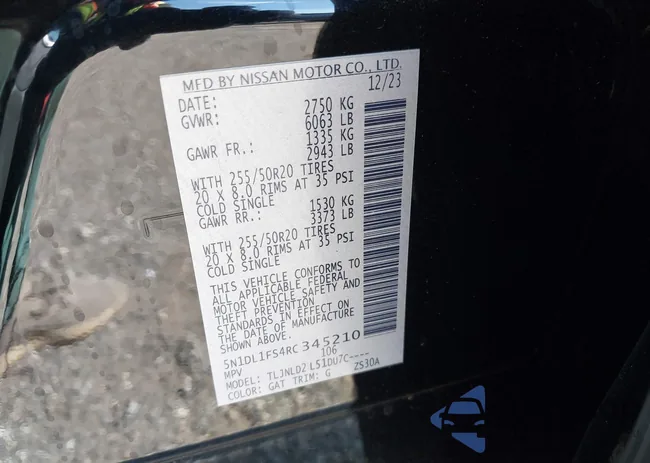 MFD BY NISSAN MOTOR CO., LTD.
DATE: 12/23
GVWR: 2750 KG
6063 LB
GAWR FR.: 1335 KG
2943 LB
WITH 255/50R20 TIRES
20 X 8.0 RIMS AT 35 PSI
COLD SINGLE
GAWR RR.: 1530 KG
3373 LB
WITH 255/50R20 TIRES
20 X 8.0 RIMS AT 35 PSI
COLD SINGLE
THIS VEHICLE CONFORMS TO
ALL APPLICABLE FEDERAL
MOTOR VEHICLE SAFETY AND
THEFT PREVENTION
STANDARDS IN EFFECT ON
THE DATE OF MANUFACTURE
SHOWN ABOVE.
5N1DL1FS4RC345210
MPV 106
MODEL: TLJNLD2L51DU7C----
COLOR: GAT TRIM: G ZS30A